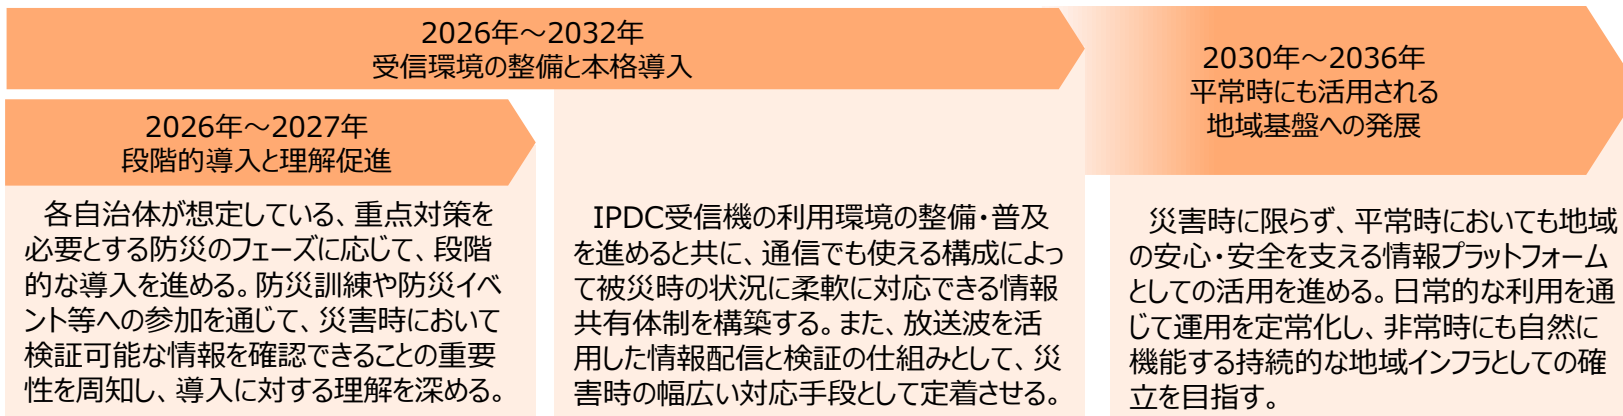 2026年～2032年
受信環境の整備と本格導入
2030年～2036年
平常時にも活用される
地域基盤への発展
2026年～2027年
段階的導入と理解促進
各自治体が想定している、重点対策を
必要とする防災のフェーズに応じて、段階
的な導入を進める。防災訓練や防災イベ
ント等への参加を通じて、災害時において
検証可能な情報を確認できることの重要
性を周知し、導入に対する理解を深める。
IPDC受信機の利用環境の整備・普及
を進めると共に、通信でも使える構成によっ
て被災時の状況に柔軟に対応できる情報
共有体制を構築する。また、放送波を活
用した情報配信と検証の仕組みとして、災
害時の幅広い対応手段として定着させる。
災害時に限らず、平常時においても地域
の安心・安全を支える情報プラットフォーム
としての活用を進める。日常的な利用を通
じて運用を定常化し、非常時にも自然に
機能する持続的な地域インフラとしての確
立を目指す。